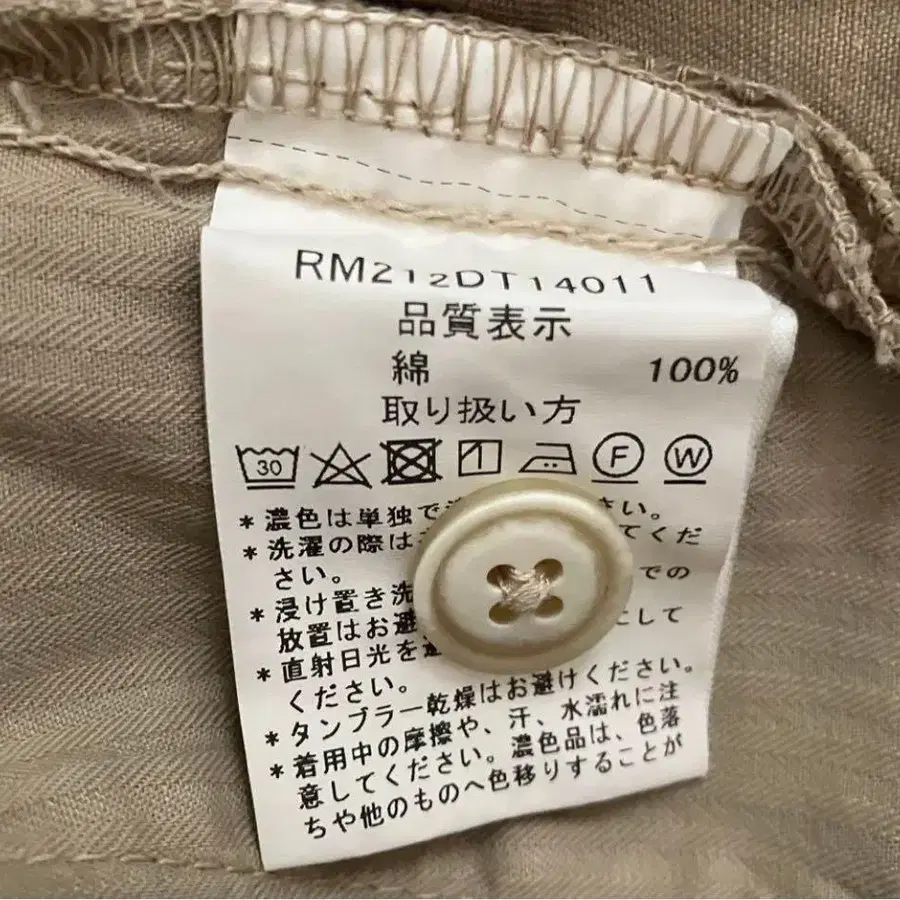 RM212DT14011
品質表示
綿 100%
取り扱い方
30 F W
*濃色は単独で さい。
*洗濯の際は てくだ
さい。
*浸け置き洗 での
放置はお避 にして
*直射日光を
ください。
*タンブラー乾燥はお避けください。
*着用中の摩擦や、汗、水濡れに注
意してください。濃色品は、色落
ちや他のものへ色移りすることが